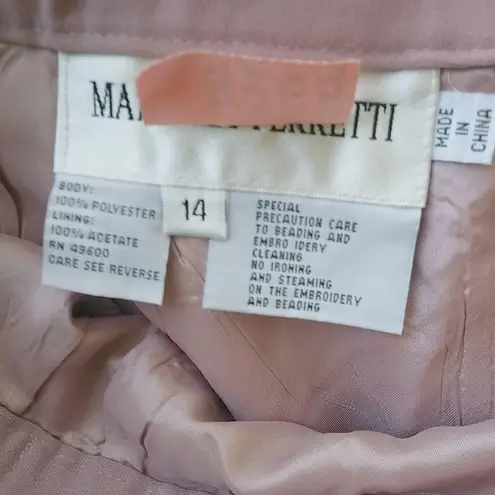 MA FERRETTI
MADE
IN
CHINA
BODY:
100% POLYESTER
LINING:
100% ACETATE
RN 49600
CARE SEE REVERSE
14
SPECIAL
PRECAUTION CARE
TO BEADING AND
EMBRO IDERY
CLEANING
NO IRONING
AND STEAMING
ON THE EMBROIDERY
AND BEADING